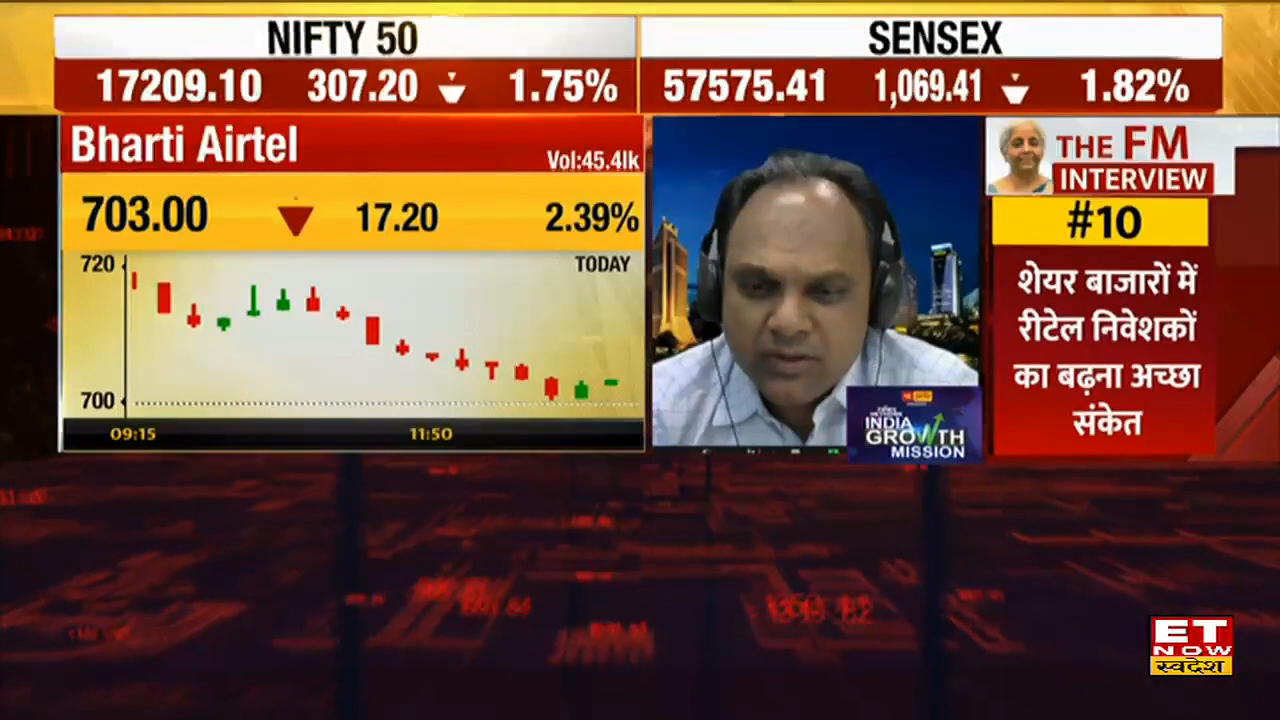 NIFTY 50
17209.10 307.20 1.75%
SENSEX
57575.41 1,069.41 1.82%
Bharti Airtel
Vol:45.4lk
703.00 17.20 2.39%
720
TODAY
700
09:15 11:50
INDIA
GROWTH
MISSION
THE FM
INTERVIEW
#10
शेयर बाजारों में
रीटेल निवेशकों
का बढ़ना अच्छा
संकेत
ET
NOW
स्वदेश